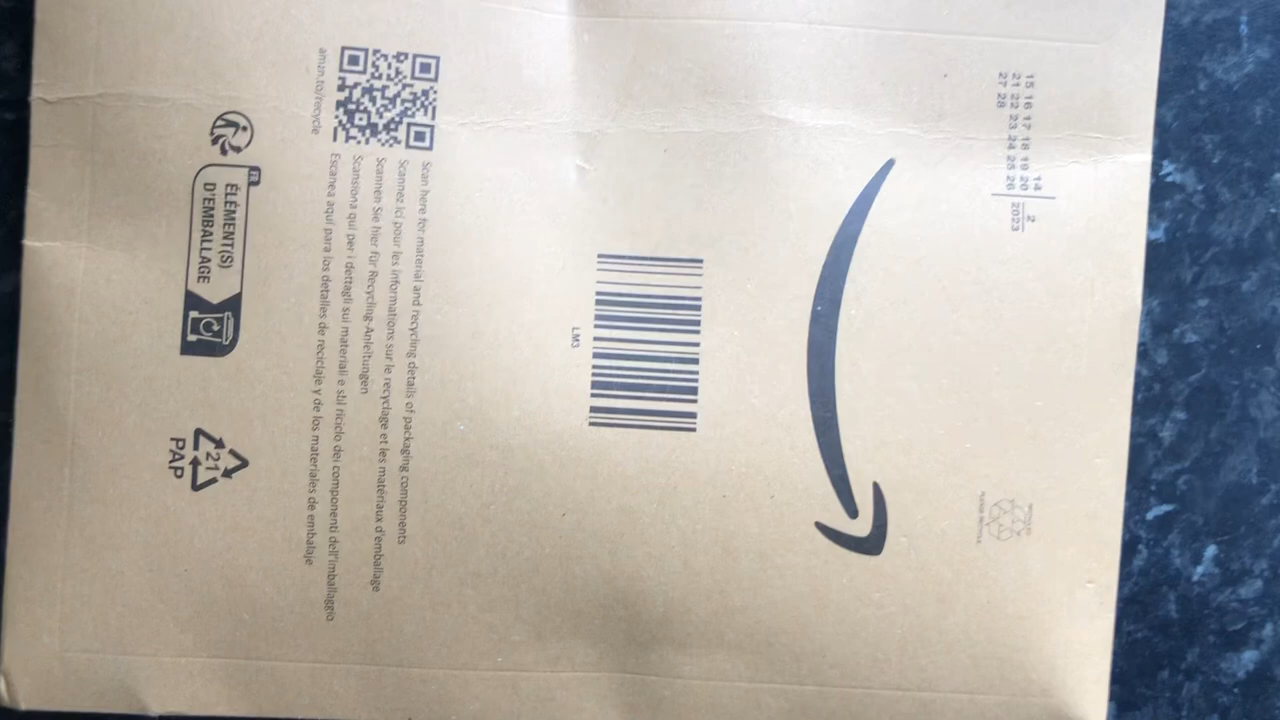 14 | 2
15 16 17 18 19 20 | 2023
21 22 23 24 25 26
27 28
LM3
Scan here for material and recycling details of packaging components
Scannez ici pour les informations sur le recyclage et les matériaux d'emballage
Scannen Sie hier für Recycling-Anleitungen
Scansiona qui per i dettagli sui materiali e sul riciclo dei componenti dell'imballaggio
Escanea aquí para los detalles de reciclaje y de los materiales de embalaje
amzn.to/recycle
FR
ÉLÉMENT(S)
D'EMBALLAGE
21
PAP